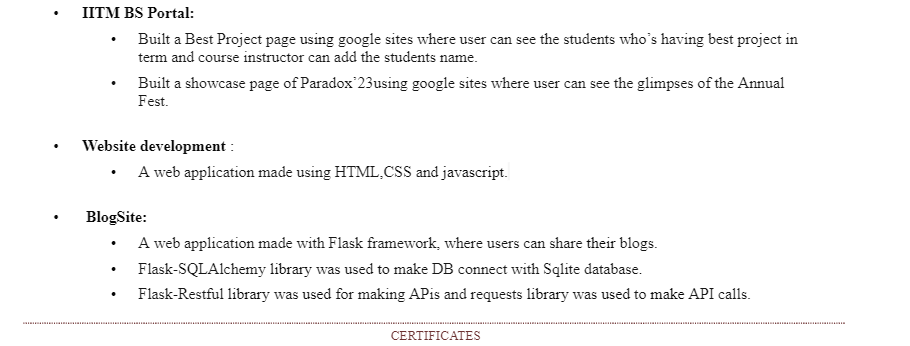 • IITM BS Portal:
• Built a Best Project page using google sites where user can see the students who's having best project in
term and course instructor can add the students name.
• Built a showcase page of Paradox'23using google sites where user can see the glimpses of the Annual
Fest.
• Website development :
• A web application made using HTML,CSS and javascript.
• BlogSite:
• A web application made with Flask framework, where users can share their blogs.
• Flask-SQLAlchemy library was used to make DB connect with Sqlite database.
• Flask-Restful library was used for making APis and requests library was used to make API calls.
CERTIFICATES